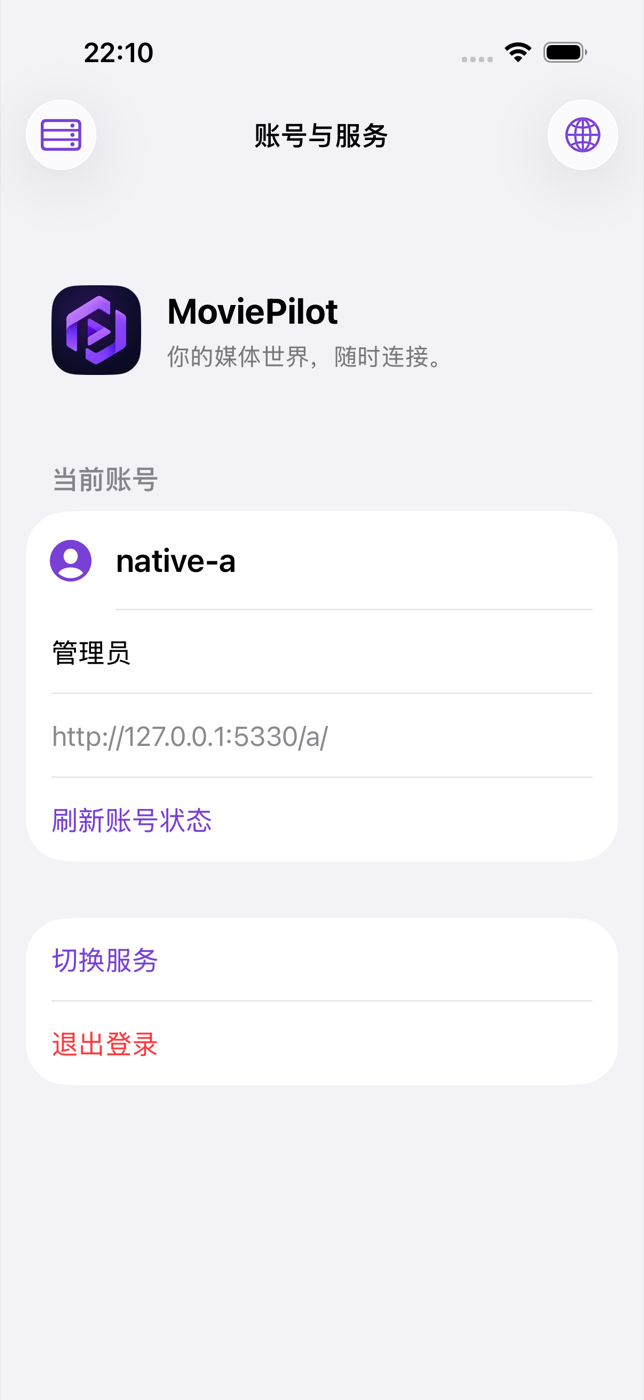 22:10
账号与服务
MoviePilot
你的媒体世界，随时连接。
当前账号
native-a
管理员
http://127.0.0.1:5330/a/
刷新账号状态
切换服务
退出登录